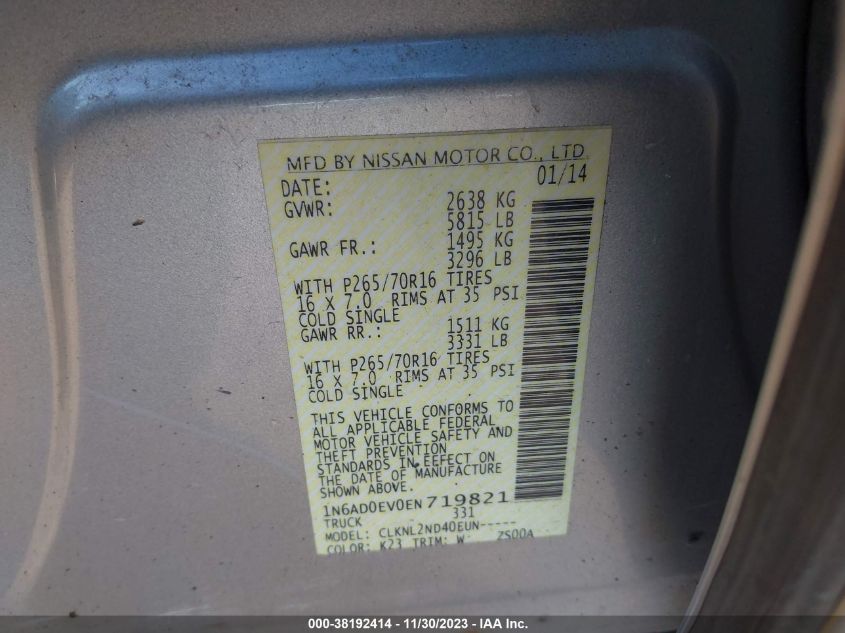 MFD BY NISSAN MOTOR CO., LTD
DATE: 01/14
GVWR: 2638 KG
5815 LB
GAWR FR.: 1495 KG
3296 LB
WITH P265/70R16 TIRES
16 X 7.0 RIMS AT 35 PSI
COLD SINGLE
GAWR RR.: 1511 KG
3331 LB
WITH P265/70R16 TIRES
16 X 7.0 RIMS AT 35 PSI
COLD SINGLE
THIS VEHICLE CONFORMS TO
ALL APPLICABLE FEDERAL
MOTOR VEHICLE SAFETY AND
THEFT PREVENTION
STANDARDS IN EFFECT ON
THE DATE OF MANUFACTURE
SHOWN ABOVE.
1N6AD0EV0EN719821
TRUCK 331
MODEL: CLKNL2ND40EUN-----
COLOR: K23 TRIM: W ZS00A
000-38192414 - 11/30/2023 - IAA Inc.